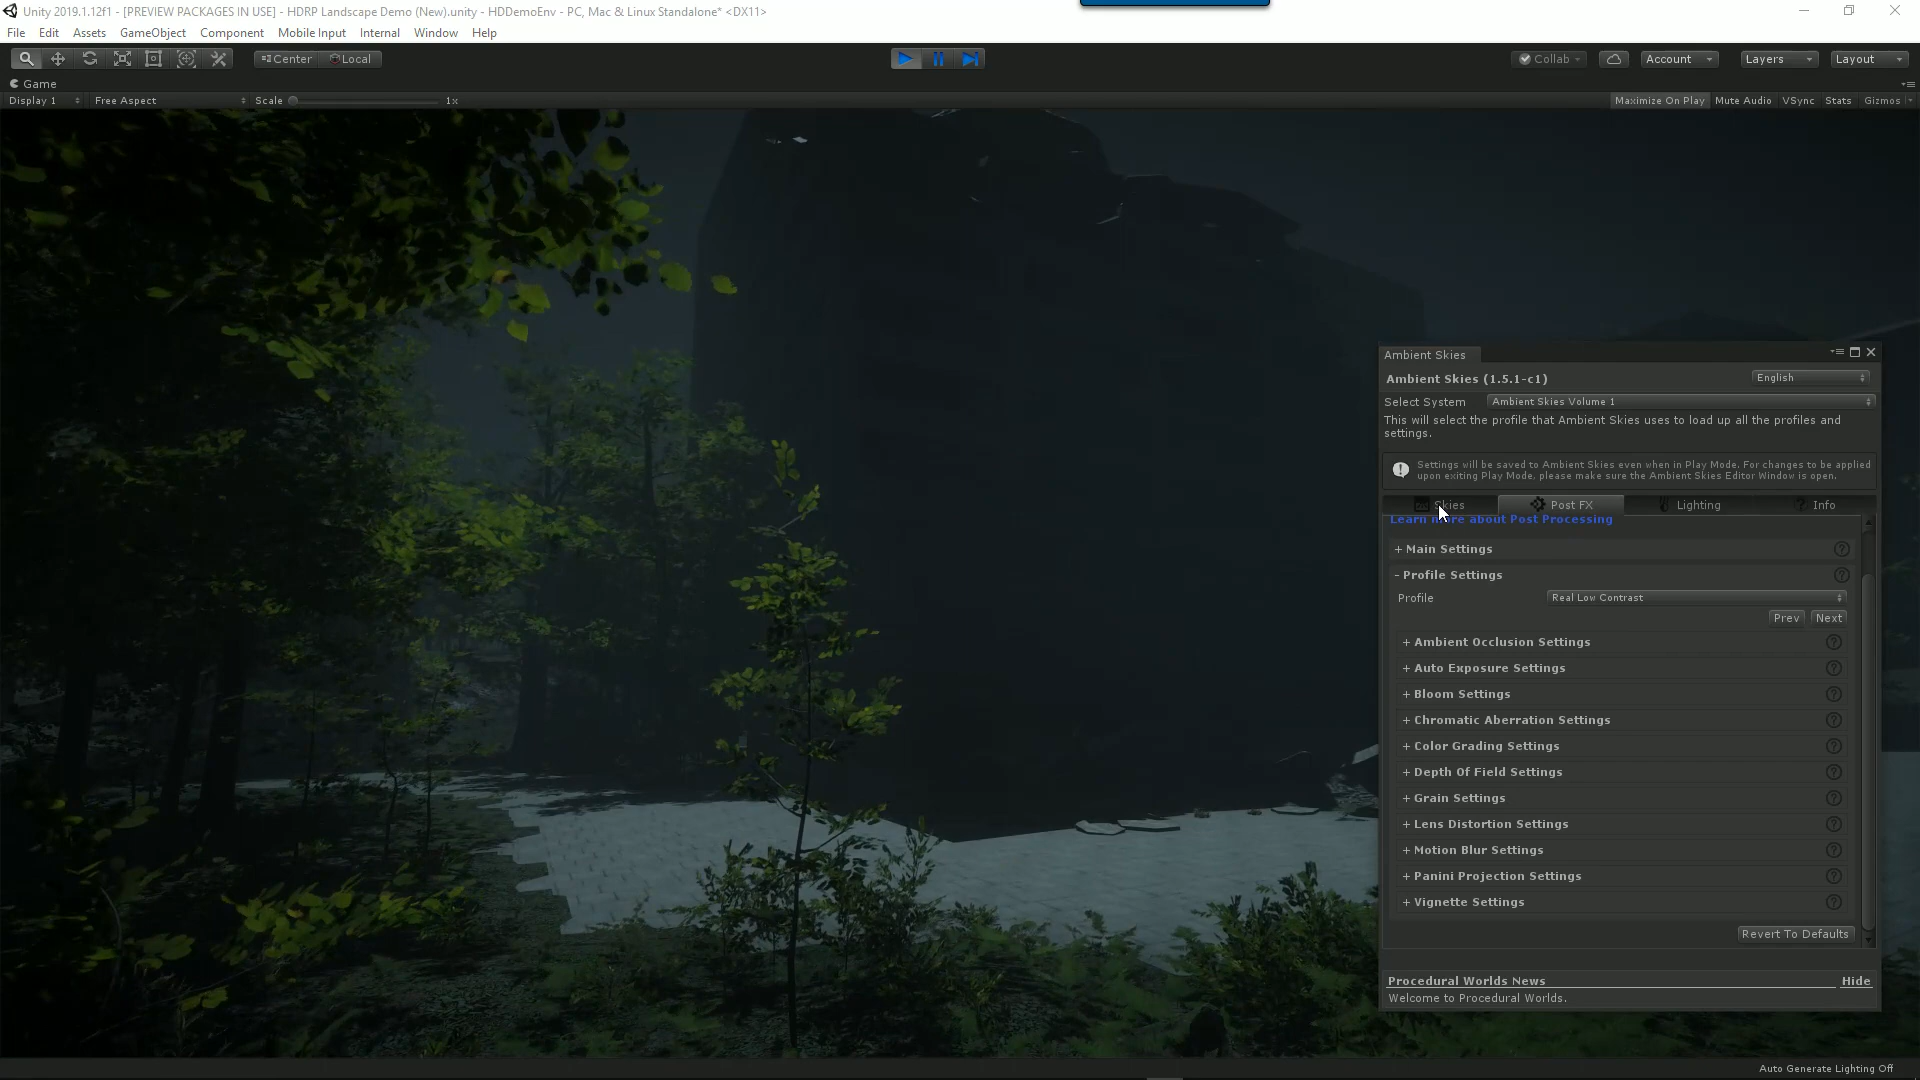 Unity 2019.1.12f1 - [PREVIEW PACKAGES IN USE] - HDRP Landscape Demo (New).unity - HDDemoEnv - PC, Mac & Linux Standalone* <DX11>
File Edit Assets GameObject Component Mobile Input Internal Window Help
Center Local Collab Account Layers Layout
Game
Display 1 Free Aspect Scale 1x Maximize On Play Mute Audio VSync Stats Gizmos
Ambient Skies
Ambient Skies (1.5.1-c1) English
Select System Ambient Skies Volume 1
This will select the profile that Ambient Skies uses to load up all the profiles and
settings.
Settings will be saved to Ambient Skies even when in Play Mode. For changes to be applied
upon exiting Play Mode, please make sure the Ambient Skies Editor Window is open.
Skies Post FX Lighting Info
Learn more about Post Processing
+ Main Settings
- Profile Settings
Profile Real Low Contrast
Prev Next
+ Ambient Occlusion Settings
+ Auto Exposure Settings
+ Bloom Settings
+ Chromatic Aberration Settings
+ Color Grading Settings
+ Depth Of Field Settings
+ Grain Settings
+ Lens Distortion Settings
+ Motion Blur Settings
+ Panini Projection Settings
+ Vignette Settings
Revert To Defaults
Procedural Worlds News Hide
Welcome to Procedural Worlds.
Auto Generate Lighting Off